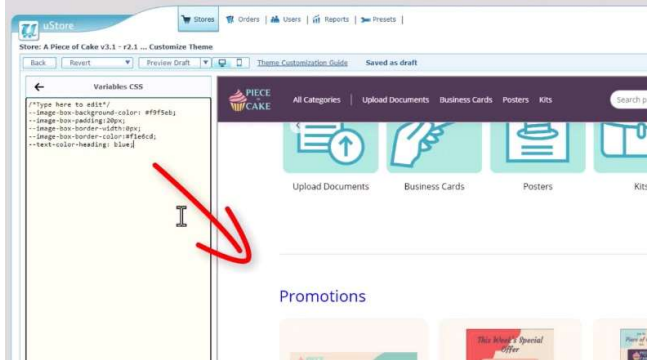 uStore
Stores
Orders
Users
Reports
Presets
Store: A Piece of Cake v3.1 - r2.1 ... Customize Theme
Back
Revert
Preview Draft
Theme Customization Guide
Saved as draft
Variables CSS
/*Type here to edit*/
--image-box-background-color: #f9f5eb;
--image-box-padding:20px;
--image-box-border-width:0px;
--image-box-border-color:#f1e6cd;
--text-color-heading: blue;
PIECE
CAKE
All Categories
Upload Documents
Business Cards
Posters
Kits
Search p
Upload Documents
Business Cards
Posters
Kits
Promotions
This Week's Special
Offer